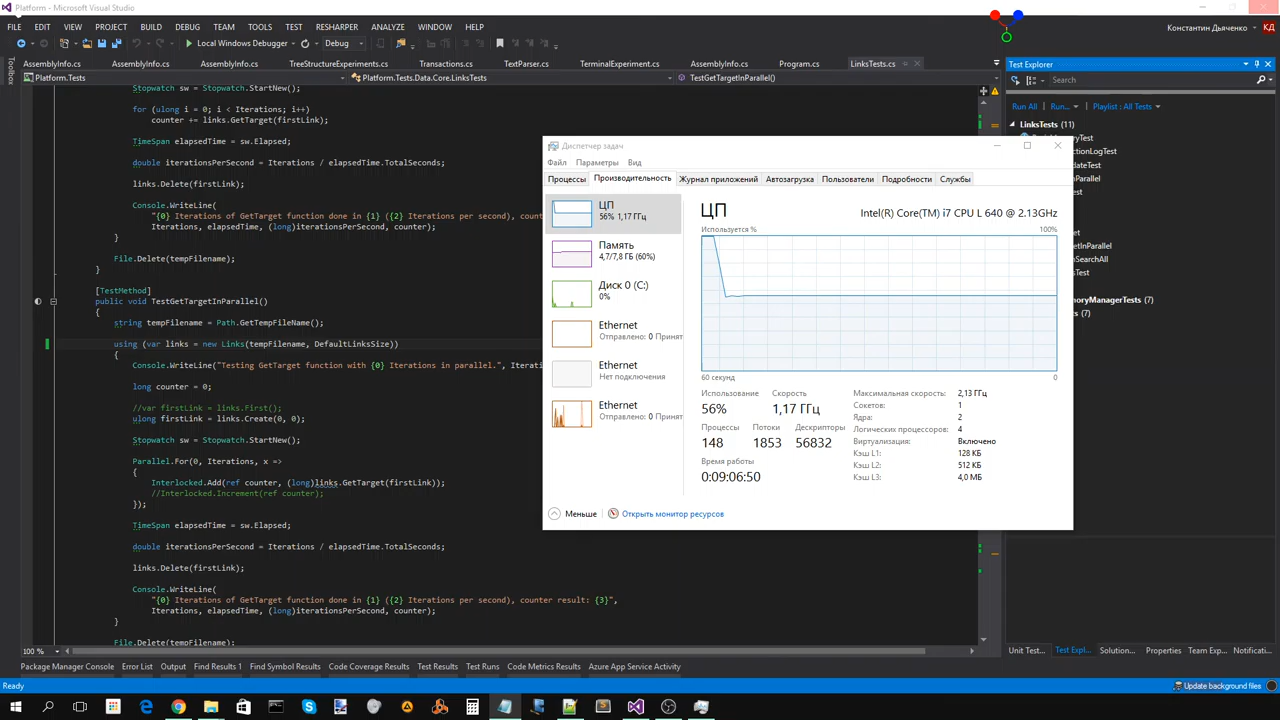 Platform - Microsoft Visual Studio
FILE EDIT VIEW PROJECT BUILD DEBUG TEAM TOOLS TEST RESHARPER ANALYZE WINDOW HELP
Константин Дьяченко КД
Local Windows Debugger Debug
AssemblyInfo.cs AssemblyInfo.cs AssemblyInfo.cs TreeStructureExperiments.cs Transactions.cs TextParser.cs TerminalExperiment.cs AssemblyInfo.cs Program.cs LinksTests.cs
Platform.Tests Platform.Tests.Data.Core.LinksTests TestGetTargetInParallel()
Toolbox
Stopwatch sw = Stopwatch.StartNew();
for (ulong i = 0; i < Iterations; i++)
counter += links.GetTarget(firstLink);
TimeSpan elapsedTime = sw.Elapsed;
double iterationsPerSecond = Iterations / elapsedTime.TotalSeconds;
links.Delete(firstLink);
Console.WriteLine(
"{0} Iterations of GetTarget function done in {1} ({2} Iterations per second), coun
Iterations, elapsedTime, (long)iterationsPerSecond, counter);
}
File.Delete(tempFilename);
}
[TestMethod]
public void TestGetTargetInParallel()
{
string tempFilename = Path.GetTempFileName();
using (var links = new Links(tempFilename, DefaultLinksSize))
{
Console.WriteLine("Testing GetTarget function with {0} Iterations in parallel.", Iteration
long counter = 0;
//var firstLink = links.First();
ulong firstLink = links.Create(0, 0);
Stopwatch sw = Stopwatch.StartNew();
Parallel.For(0, Iterations, x =>
{
Interlocked.Add(ref counter, (long)links.GetTarget(firstLink));
//Interlocked.Increment(ref counter);
});
TimeSpan elapsedTime = sw.Elapsed;
double iterationsPerSecond = Iterations / elapsedTime.TotalSeconds;
links.Delete(firstLink);
Console.WriteLine(
"{0} Iterations of GetTarget function done in {1} ({2} Iterations per second), counter result: {3}",
Iterations, elapsedTime, (long)iterationsPerSecond, counter);
}
File.Delete(tempFilename);
100 %
Диспетчер задач
Файл Параметры Вид
Процессы Производительность Журнал приложений Автозагрузка Пользователи Подробности Службы
ЦП
56% 1,17 ГГц
Память
4,7/7,8 ГБ (60%)
Диск 0 (C:)
0%
Ethernet
Отправлено: 0 Принят
Ethernet
Нет подключения
Ethernet
Отправлено: 0 Принят
ЦП Intel(R) Core(TM) i7 CPU L 640 @ 2.13GHz
Используется % 100%
60 секунд 0
Использование Скорость
56% 1,17 ГГц
Процессы Потоки Дескрипторы
148 1853 56832
Время работы
0:09:06:50
Максимальная скорость: 2,13 ГГц
Сокетов: 1
Ядра: 2
Логических процессоров: 4
Виртуализация: Включено
Кэш L1: 128 КБ
Кэш L2: 512 КБ
Кэш L3: 4,0 МБ
Меньше Открыть монитор ресурсов
Test Explorer
Search
Run All Run... Playlist : All Tests
LinksTests (11)
Test
ctionLogTest
dateTest
nParallel
st
st
etInParallel
nSearchAll
sTest
moryManagerTests (7)
s (7)
Unit Test... Test Expl... Solution... Properties Team Exp... Notificati...
Package Manager Console Error List Output Find Results 1 Find Symbol Results Code Coverage Results Test Results Test Runs Code Metrics Results Azure App Service Activity
Ready Update background files